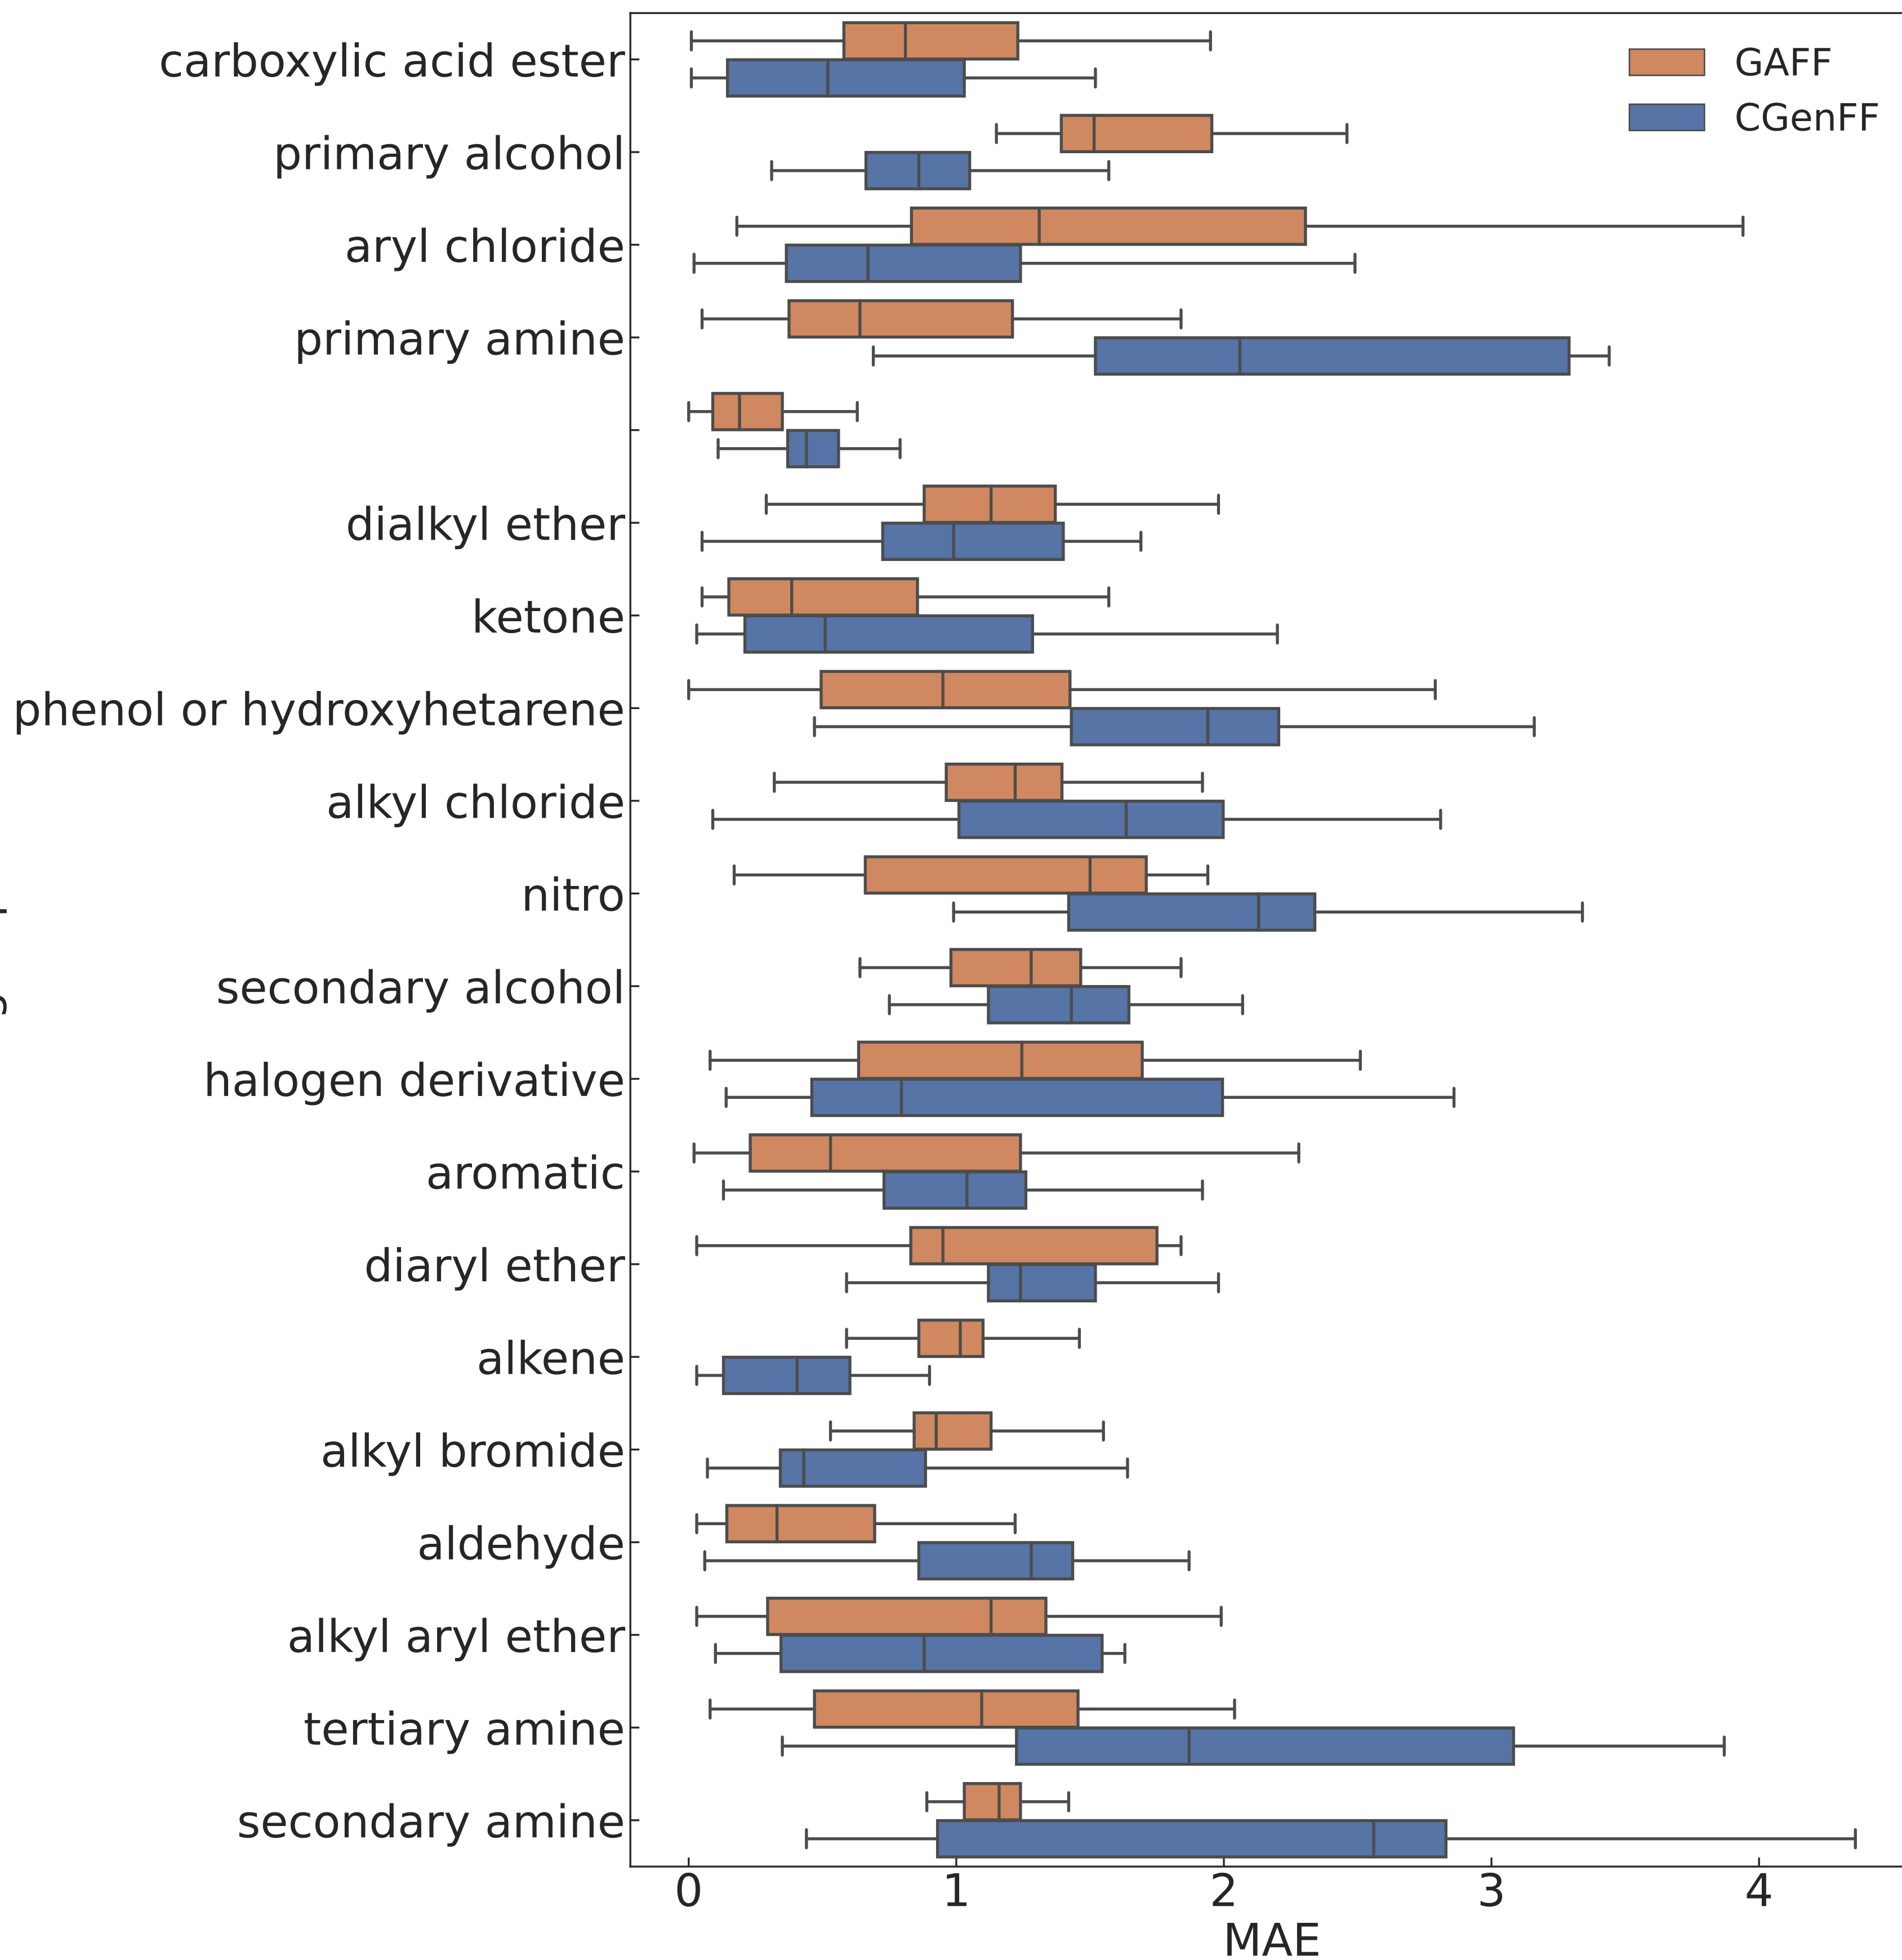 carboxylic acid ester
primary alcohol
aryl chloride
primary amine
dialkyl ether
ketone
phenol or hydroxyhetarene
alkyl chloride
nitro
secondary alcohol
halogen derivative
aromatic
diaryl ether
alkene
alkyl bromide
aldehyde
alkyl aryl ether
tertiary amine
secondary amine
GAFF
CGenFF
0 1 2 3 4
MAE